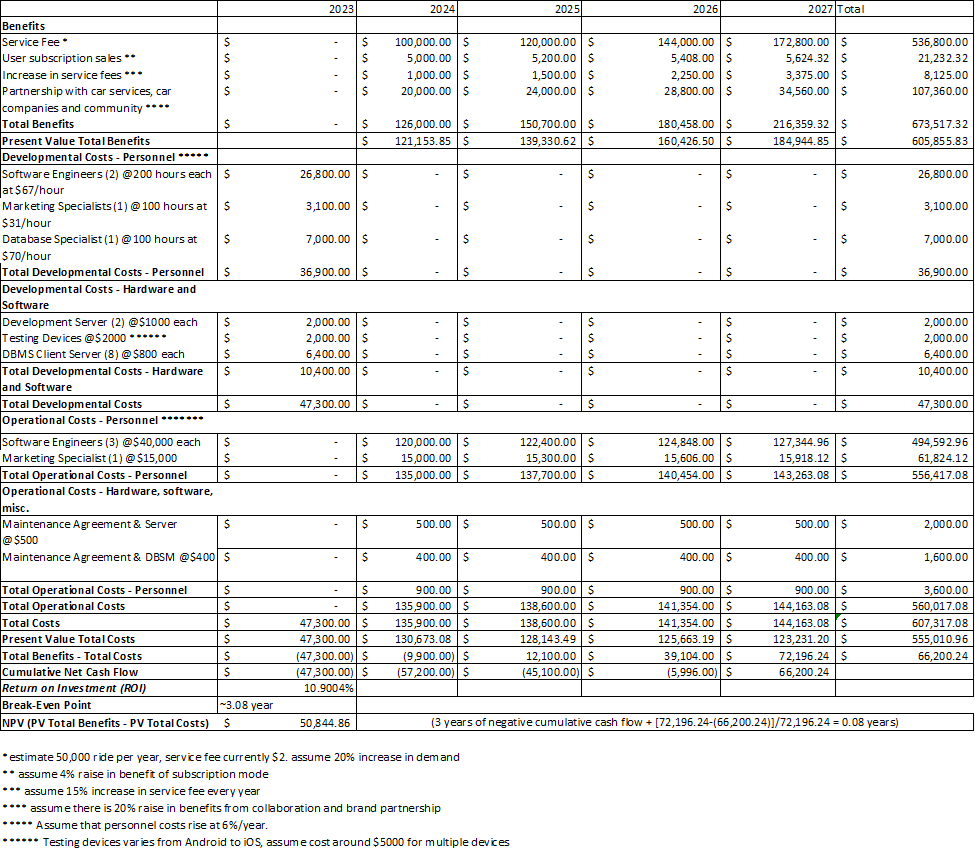 2023 2024 2025 2026 2027 Total
Benefits
Service Fee * $ - $ 100,000.00 $ 120,000.00 $ 144,000.00 $ 172,800.00 $ 536,800.00
User subscription sales ** $ - $ 5,000.00 $ 5,200.00 $ 5,408.00 $ 5,624.32 $ 21,232.32
Increase in service fees *** $ - $ 1,000.00 $ 1,500.00 $ 2,250.00 $ 3,375.00 $ 8,125.00
Partnership with car services, car $ - $ 20,000.00 $ 24,000.00 $ 28,800.00 $ 34,560.00 $ 107,360.00
companies and community ****
Total Benefits $ - $ 126,000.00 $ 150,700.00 $ 180,458.00 $ 216,359.32 $ 673,517.32
Present Value Total Benefits $ 121,153.85 $ 139,330.62 $ 160,426.50 $ 184,944.85 $ 605,855.83
Developmental Costs - Personnel *****
Software Engineers (2) @200 hours each $ 26,800.00 $ - $ - $ - $ - $ 26,800.00
at $67/hour
Marketing Specialists (1) @100 hours at $ 3,100.00 $ - $ - $ - $ - $ 3,100.00
$31/hour
Database Specialist (1) @100 hours at $ 7,000.00 $ - $ - $ - $ - $ 7,000.00
$70/hour
Total Developmental Costs - Personnel $ 36,900.00 $ - $ - $ - $ - $ 36,900.00
Developmental Costs - Hardware and
Software
Development Server (2) @$1000 each $ 2,000.00 $ - $ - $ - $ - $ 2,000.00
Testing Devices @$2000 ****** $ 2,000.00 $ - $ - $ - $ - $ 2,000.00
DBMS Client Server (8) @$800 each $ 6,400.00 $ - $ - $ - $ - $ 6,400.00
Total Developmental Costs - Hardware $ 10,400.00 $ - $ - $ - $ - $ 10,400.00
and Software
Total Developmental Costs $ 47,300.00 $ - $ - $ - $ - $ 47,300.00
Operational Costs - Personnel *******
Software Engineers (3) @$40,000 each $ - $ 120,000.00 $ 122,400.00 $ 124,848.00 $ 127,344.96 $ 494,592.96
Marketing Specialist (1) @$15,000 $ - $ 15,000.00 $ 15,300.00 $ 15,606.00 $ 15,918.12 $ 61,824.12
Total Operational Costs - Personnel $ - $ 135,000.00 $ 137,700.00 $ 140,454.00 $ 143,263.08 $ 556,417.08
Operational Costs - Hardware, software,
misc.
Maintenance Agreement & Server $ - $ 500.00 $ 500.00 $ 500.00 $ 500.00 $ 2,000.00
@$500
Maintenance Agreement & DBSM @$400 $ - $ 400.00 $ 400.00 $ 400.00 $ 400.00 $ 1,600.00
Total Operational Costs - Personnel $ - $ 900.00 $ 900.00 $ 900.00 $ 900.00 $ 3,600.00
Total Operational Costs $ - $ 135,900.00 $ 138,600.00 $ 141,354.00 $ 144,163.08 $ 560,017.08
Total Costs $ 47,300.00 $ 135,900.00 $ 138,600.00 $ 141,354.00 $ 144,163.08 $ 607,317.08
Present Value Total Costs $ 47,300.00 $ 130,673.08 $ 128,143.49 $ 125,663.19 $ 123,231.20 $ 555,010.96
Total Benefits - Total Costs $ (47,300.00) $ (9,900.00) $ 12,100.00 $ 39,104.00 $ 72,196.24 $ 66,200.24
Cumulative Net Cash Flow $ (47,300.00) $ (57,200.00) $ (45,100.00) $ (5,996.00) $ 66,200.24
Return on Investment (ROI) 10.9004%
Break-Even Point ~3.08 year
NPV (PV Total Benefits - PV Total Costs) $ 50,844.86 (3 years of negative cumulative cash flow + [72,196.24-(66,200.24)]/72,196.24 = 0.08 years)
* estimate 50,000 ride per year, service fee currently $2. assume 20% increase in demand
** assume 4% raise in benefit of subscription mode
*** assume 15% increase in service fee every year
**** assume there is 20% raise in benefits from collaboration and brand partnership
***** Assume that personnel costs rise at 6%/year.
****** Testing devices varies from Android to iOS, assume cost around $5000 for multiple devices